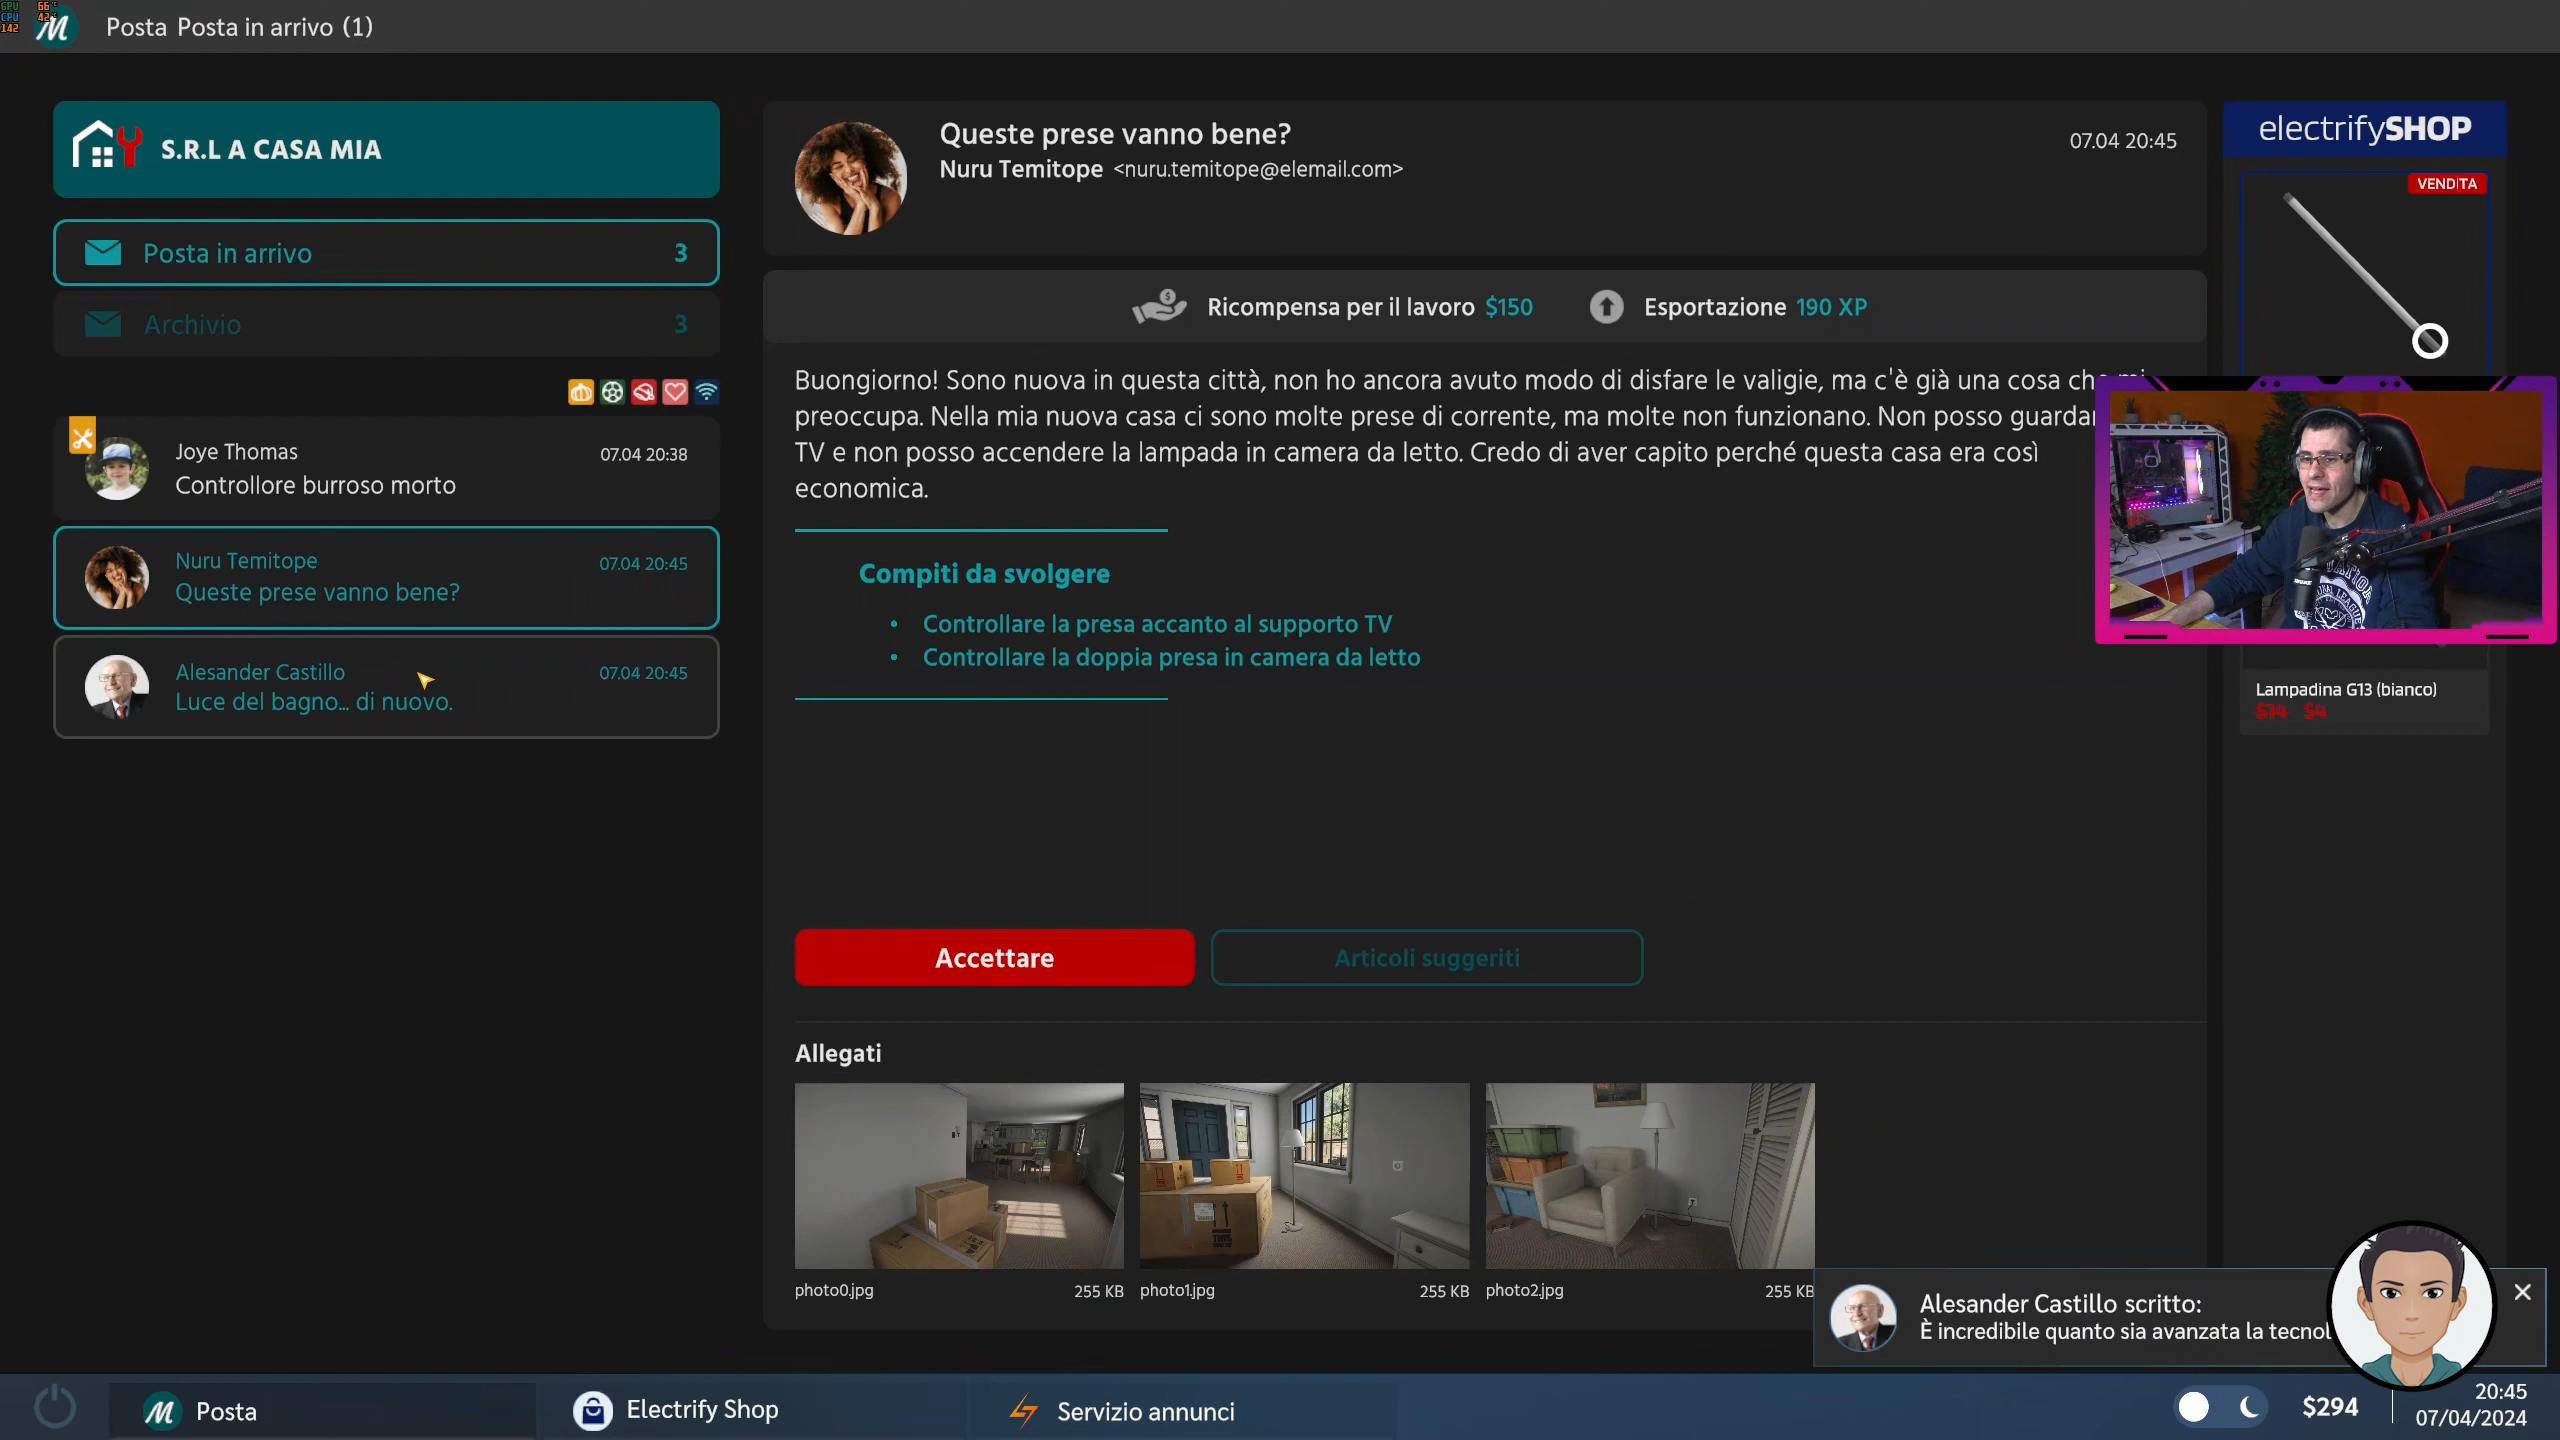 GPU 66°C
CPU 42°C
142
Posta Posta in arrivo (1)
S.R.L A CASA MIA
Posta in arrivo 3
Archivio 3
Joye Thomas 07.04 20:38
Controllore burroso morto
Nuru Temitope 07.04 20:45
Queste prese vanno bene?
Alesander Castillo 07.04 20:45
Luce del bagno... di nuovo.
Queste prese vanno bene?
Nuru Temitope <nuru.temitope@elemail.com>
07.04 20:45
Ricompensa per il lavoro $150 Esportazione 190 XP
Buongiorno! Sono nuova in questa città, non ho ancora avuto modo di disfare le valigie, ma c'è già una cosa che mi
preoccupa. Nella mia nuova casa ci sono molte prese di corrente, ma molte non funzionano. Non posso guardar
TV e non posso accendere la lampada in camera da letto. Credo di aver capito perché questa casa era così
economica.
Compiti da svolgere
• Controllare la presa accanto al supporto TV
• Controllare la doppia presa in camera da letto
Accettare
Articoli suggeriti
Allegati
photo0.jpg 255 KB
photo1.jpg 255 KB
photo2.jpg 255 KB
electrifySHOP
VENDITA
Lampadina G13 (bianco)
$14 $4
Alesander Castillo scritto:
È incredibile quanto sia avanzata la tecnol
Posta
Electrify Shop
Servizio annunci
$294
20:45
07/04/2024